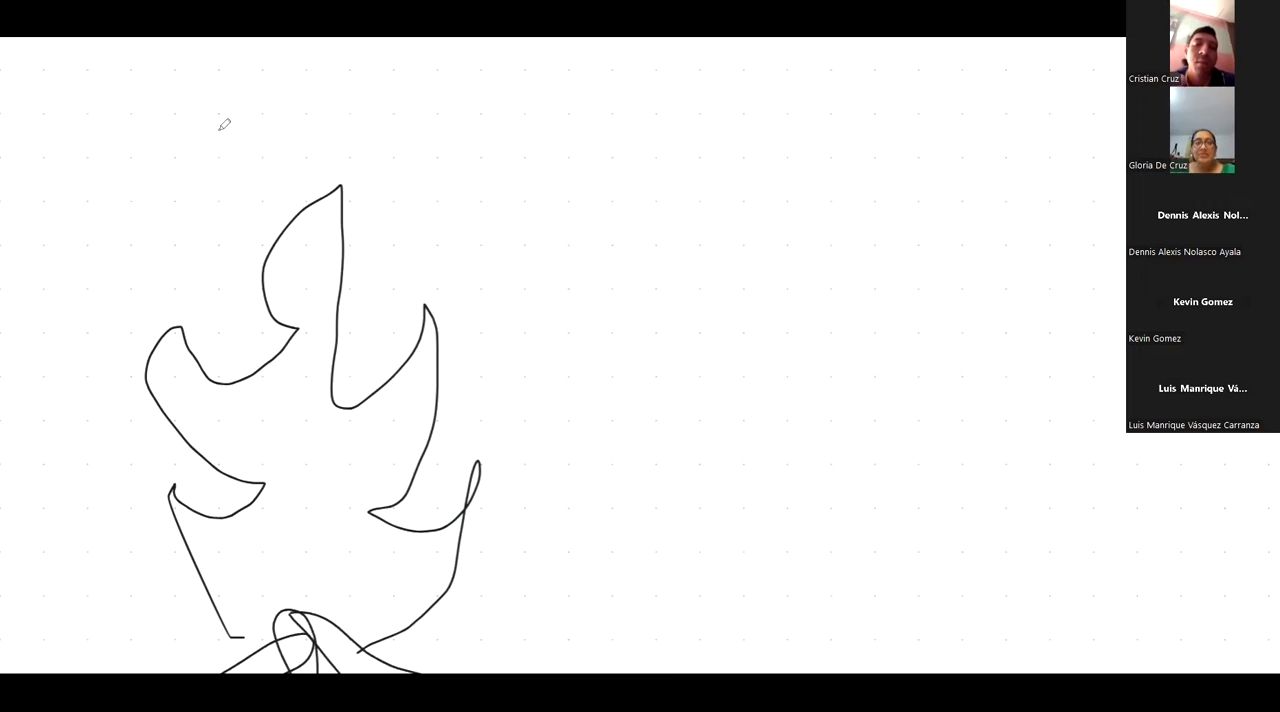 Cristian Cruz
Gloria De Cruz
Dennis Alexis Nol...
Dennis Alexis Nolasco Ayala
Kevin Gomez
Kevin Gomez
Luis Manrique Vá...
Luis Manrique Vásquez Carranza